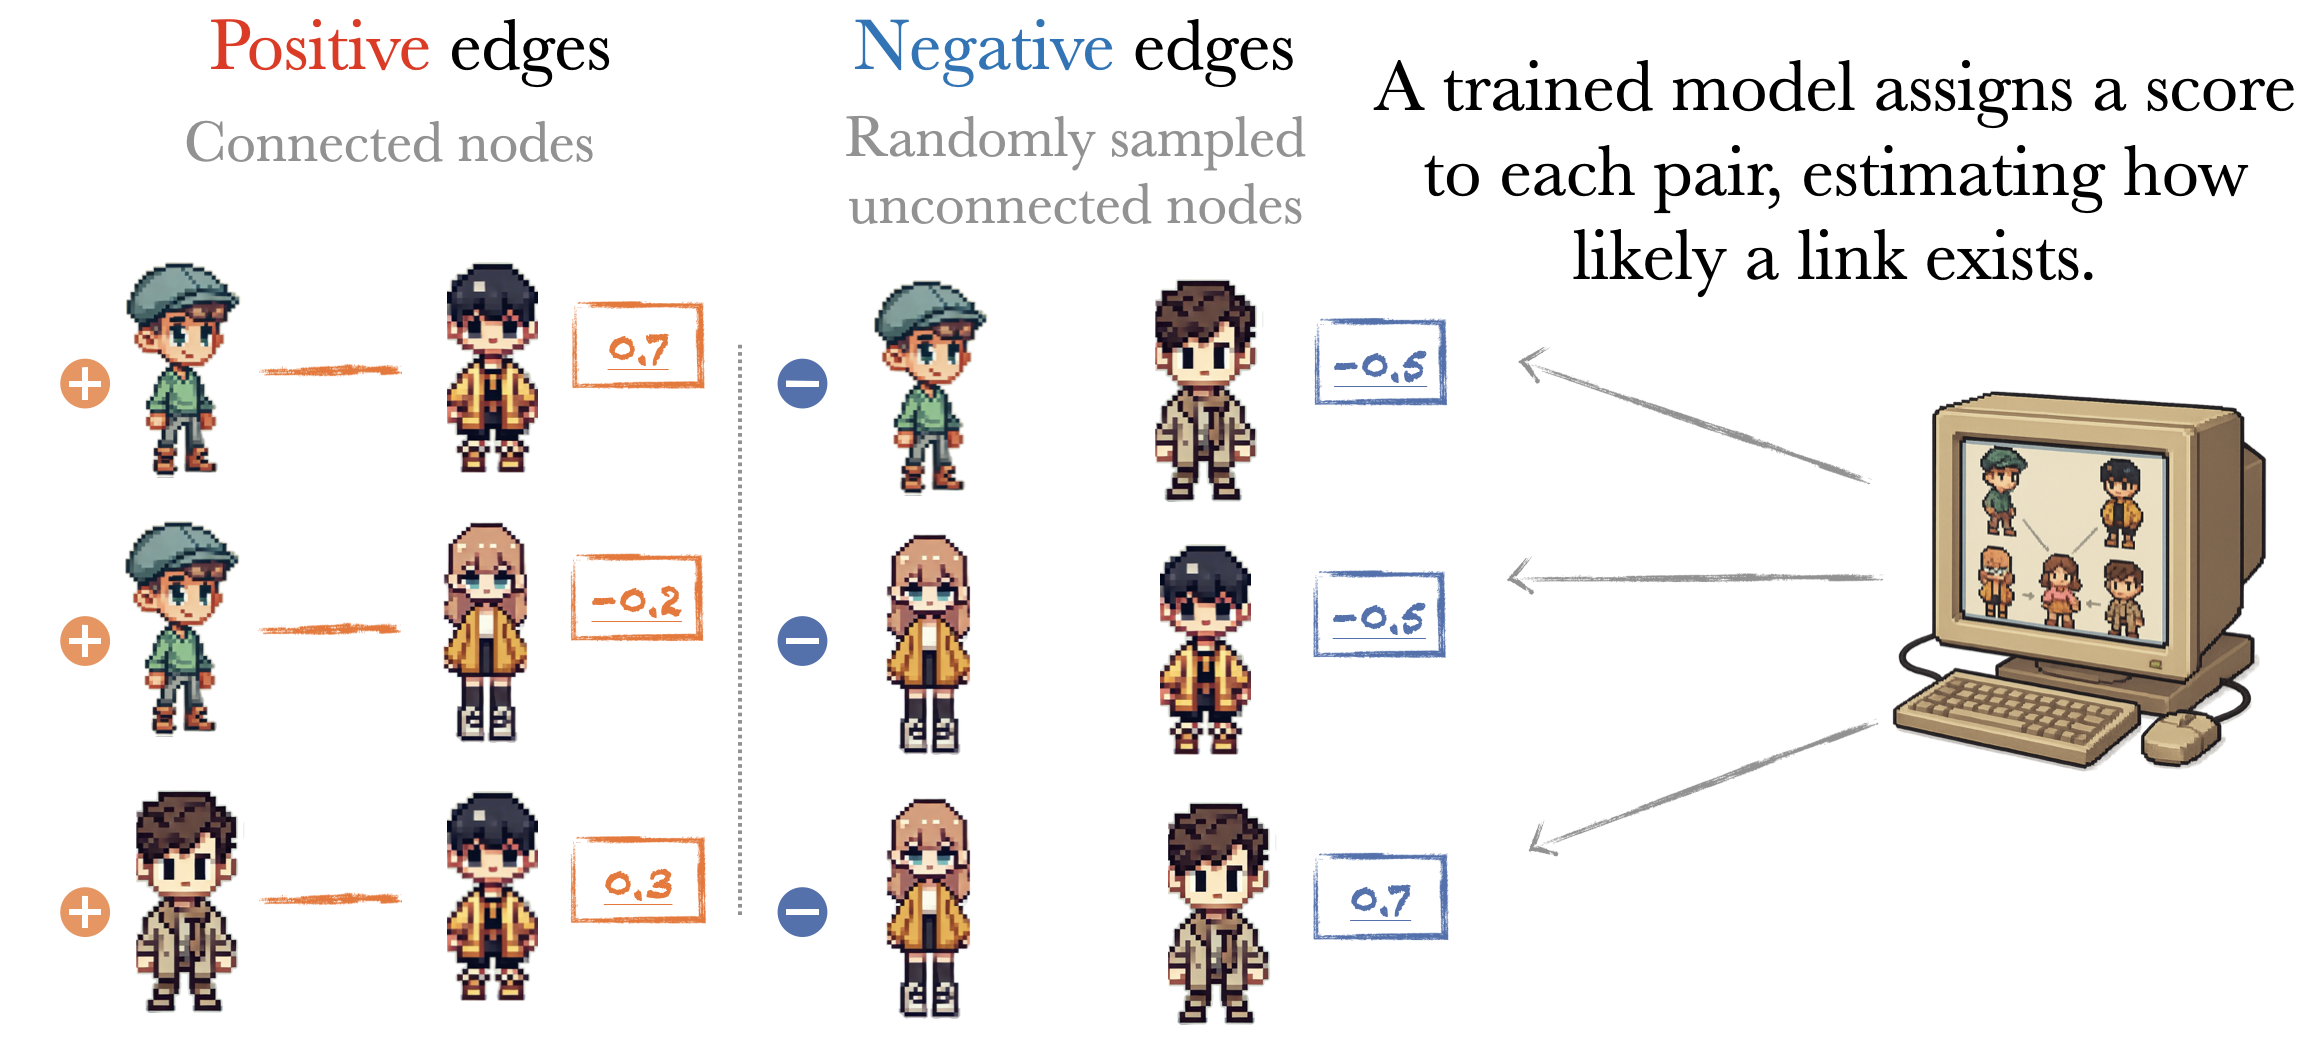 Positive edges
Connected nodes
0.7
-0.2
0.3
Negative edges
Randomly sampled
unconnected nodes
-0.5
-0.5
0.7
A trained model assigns a score
to each pair, estimating how
likely a link exists.